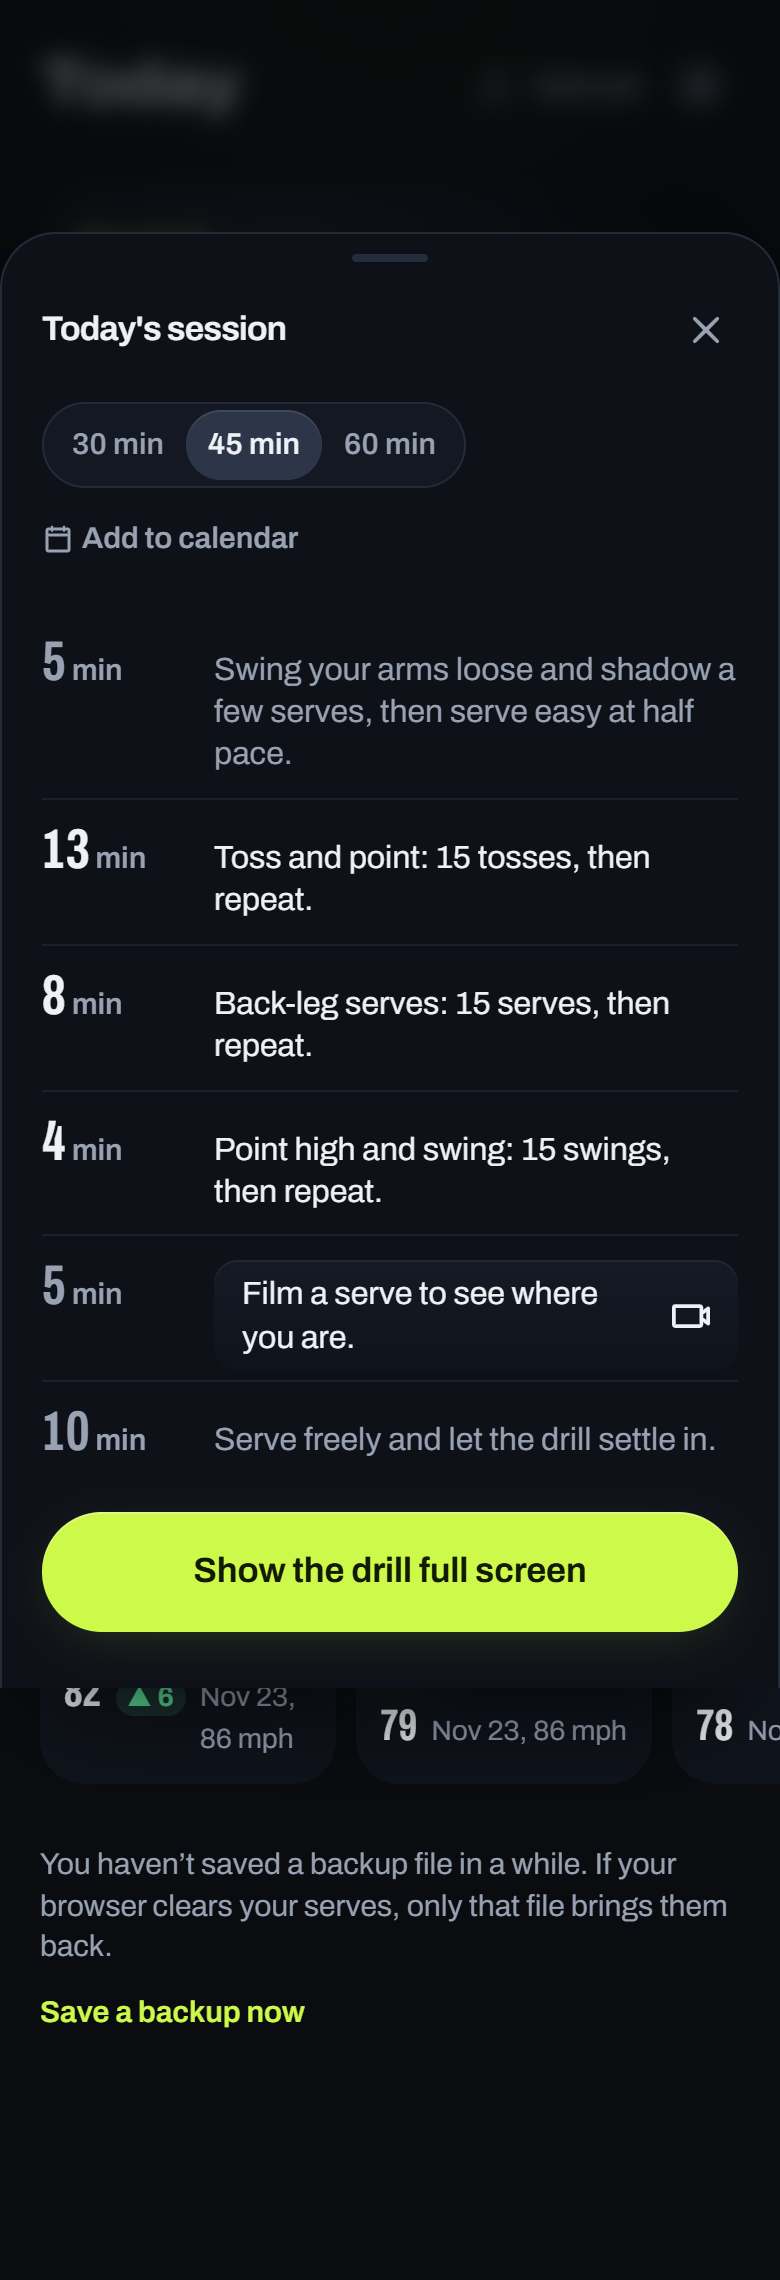 Today
Today's session
30 min 45 min 60 min
Add to calendar
5 min Swing your arms loose and shadow a
few serves, then serve easy at half
pace.
13 min Toss and point: 15 tosses, then
repeat.
8 min Back-leg serves: 15 serves, then
repeat.
4 min Point high and swing: 15 swings,
then repeat.
5 min Film a serve to see where
you are.
10 min Serve freely and let the drill settle in.
Show the drill full screen
82 ▲ 6 Nov 23,
86 mph
79 Nov 23, 86 mph
78
You haven’t saved a backup file in a while. If your
browser clears your serves, only that file brings them
back.
Save a backup now